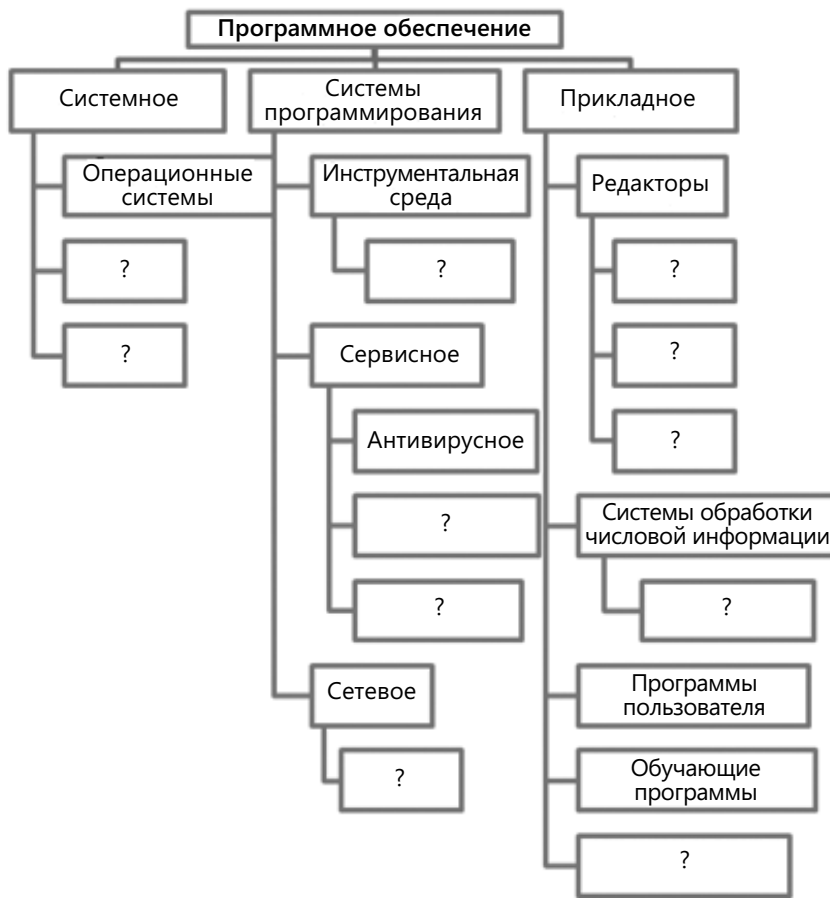 Программное обеспечение
Системное
Системы
программирования
Прикладное
Операционные
системы
Инструментальная
среда
Редакторы
?
?
?
?
Сервисное
?
?
Антивирусное
?
?
Системы обработки
числовой информации
?
?
Сетевое
Программы
пользователя
?
Обучающие
программы
?